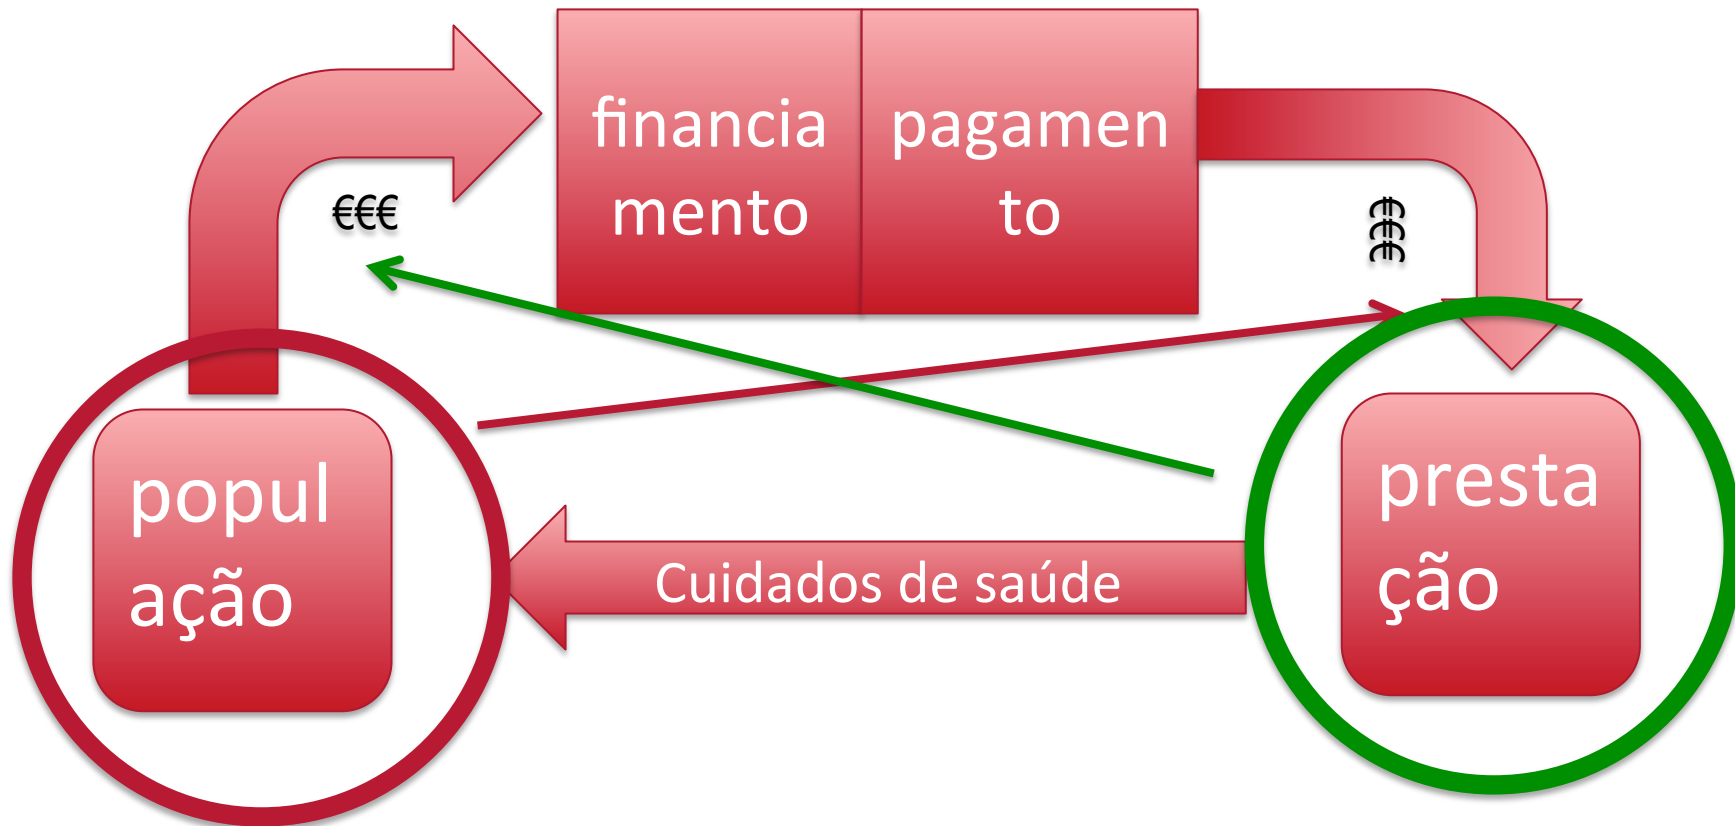 financia
mento
pagamen
to
€€€
€€€
popul
ação
Cuidados de saúde
presta
ção